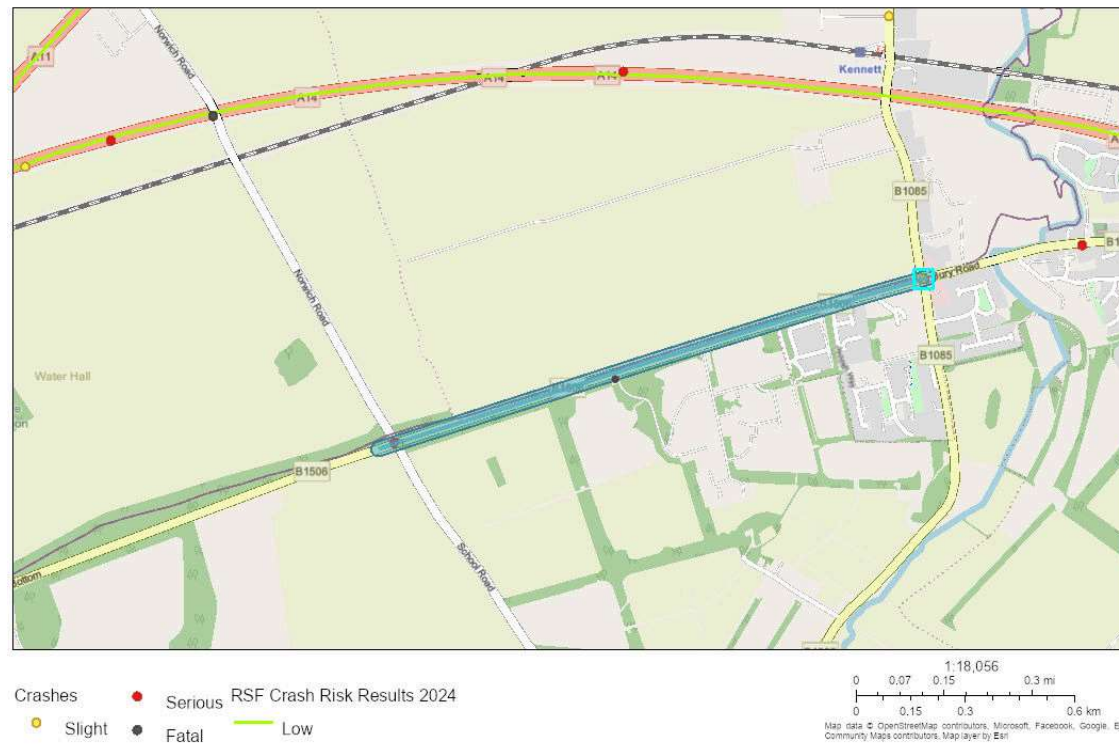 Norwich Road
A11
A14
A14
A14
Kennett
A14
B1085
Bury Road
Norwich Road
Water Hall
B1085
B1506
School Road
Bottom
1:18,056
0 0.07 0.15 0.3 mi
0 0.15 0.3 0.6 km
Crashes
Slight
Serious
Fatal
RSF Crash Risk Results 2024
Low
Map data © OpenStreetMap contributors, Microsoft, Facebook, Google, E
Community Maps contributors, Map layer by Esri